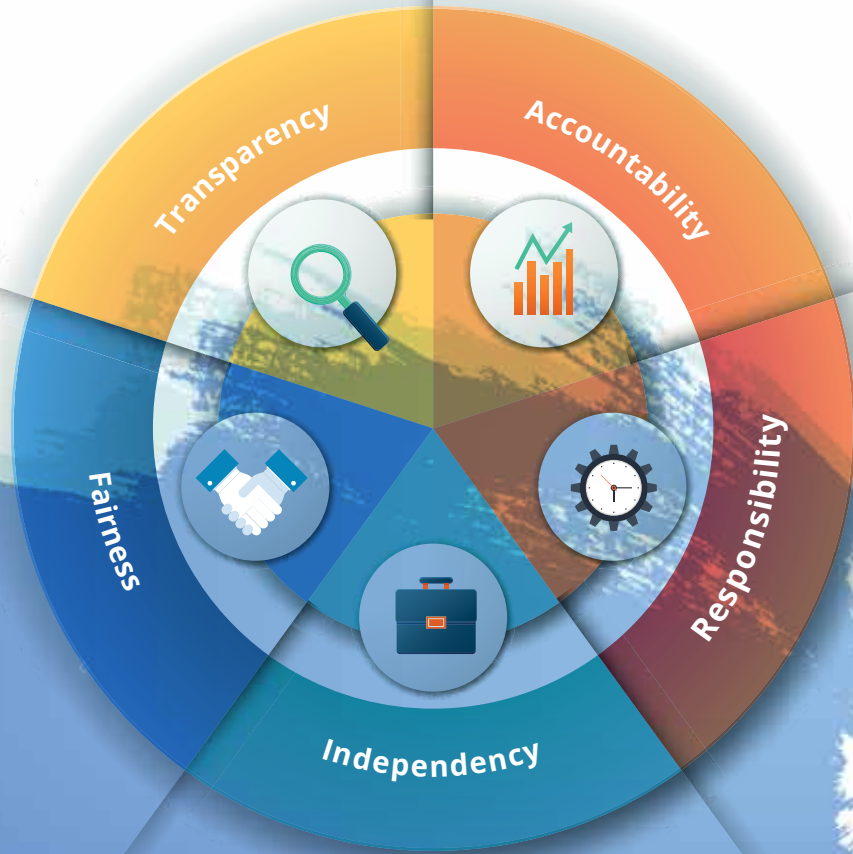 Transparency
Accountability
Responsibility
Independency
Fairness